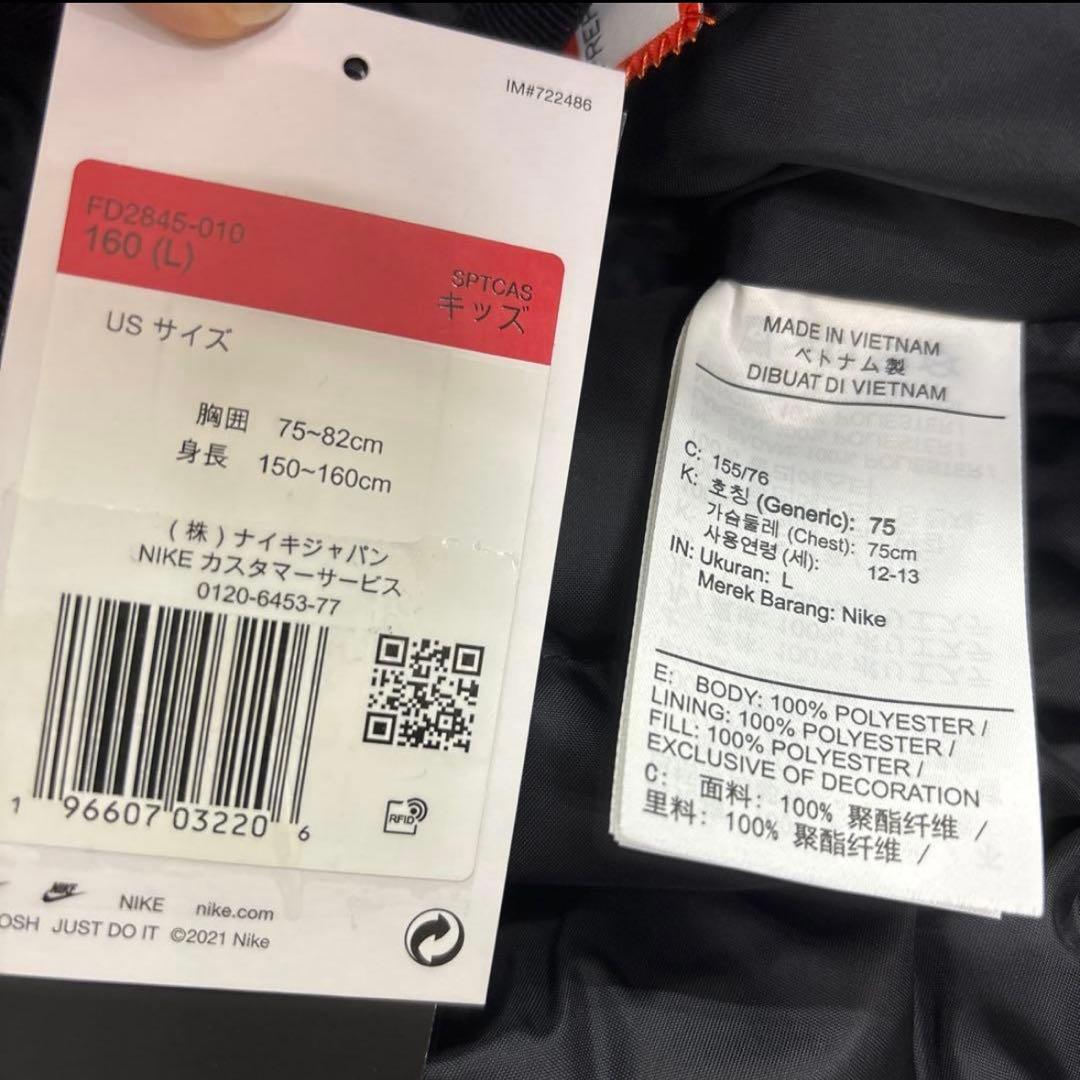 IM#722486
FD2845-010
160 (L)
SPTCAS
キッズ
US サイズ
胸囲 75~82cm
身長 150~160cm
(株)ナイキジャパン
NIKE カスタマーサービス
0120-6453-77
1 96607 03220 6
RFID
NIKE
NIKE nike.com
OSH JUST DO IT ©2021 Nike
REP
MADE IN VIETNAM
ベトナム製
DIBUAT DI VIETNAM
C: 155/76
K: 호칭 (Generic): 75
가슴둘레 (Chest): 75cm
사용연령 (세): 12-13
IN: Ukuran: L
Merek Barang: Nike
E: BODY: 100% POLYESTER /
LINING: 100% POLYESTER /
FILL: 100% POLYESTER /
EXCLUSIVE OF DECORATION
C: 面料: 100% 聚酯纤维 /
里料: 100% 聚酯纤维 /